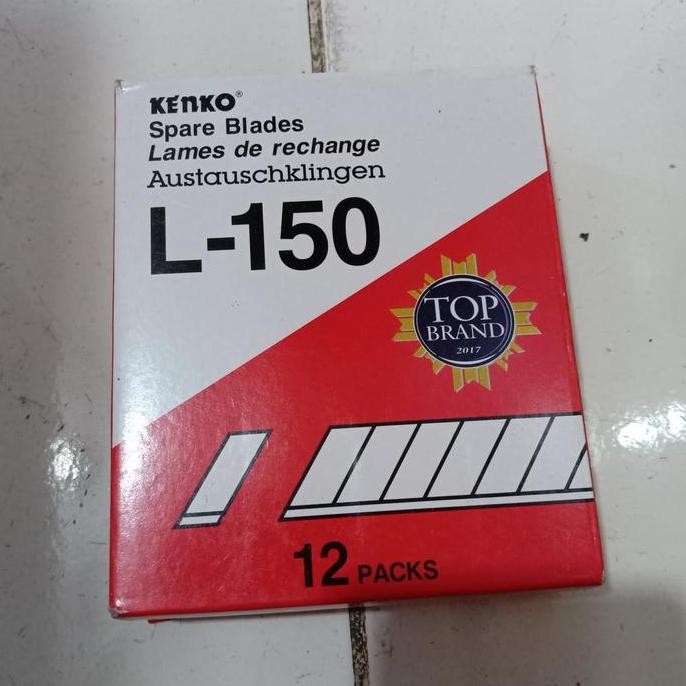 KENKO®
Spare Blades
Lames de rechange
Austauschklingen
L-150
TOP
BRAND
2017
12 PACKS